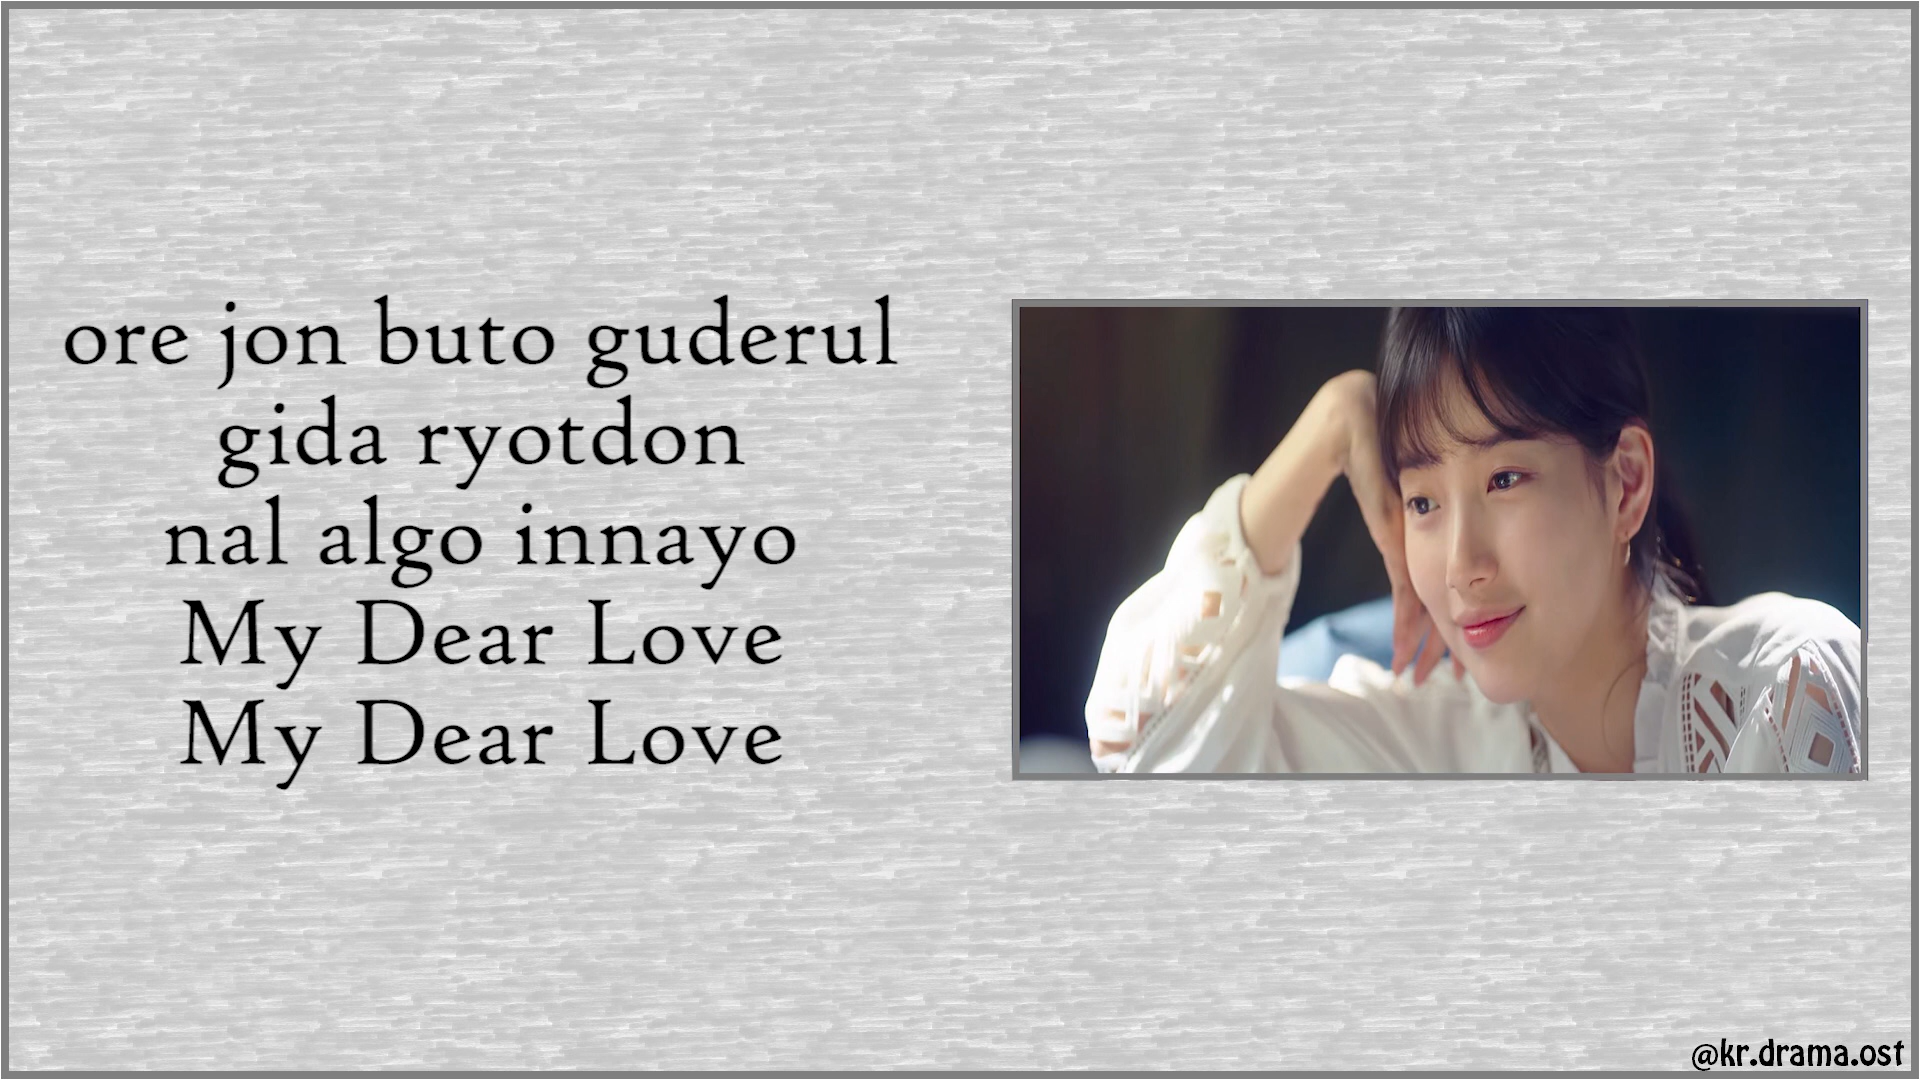 ore jon buto guderul
gida ryotdon
nal algo innayo
My Dear Love
My Dear Love
@kr.drama.ost